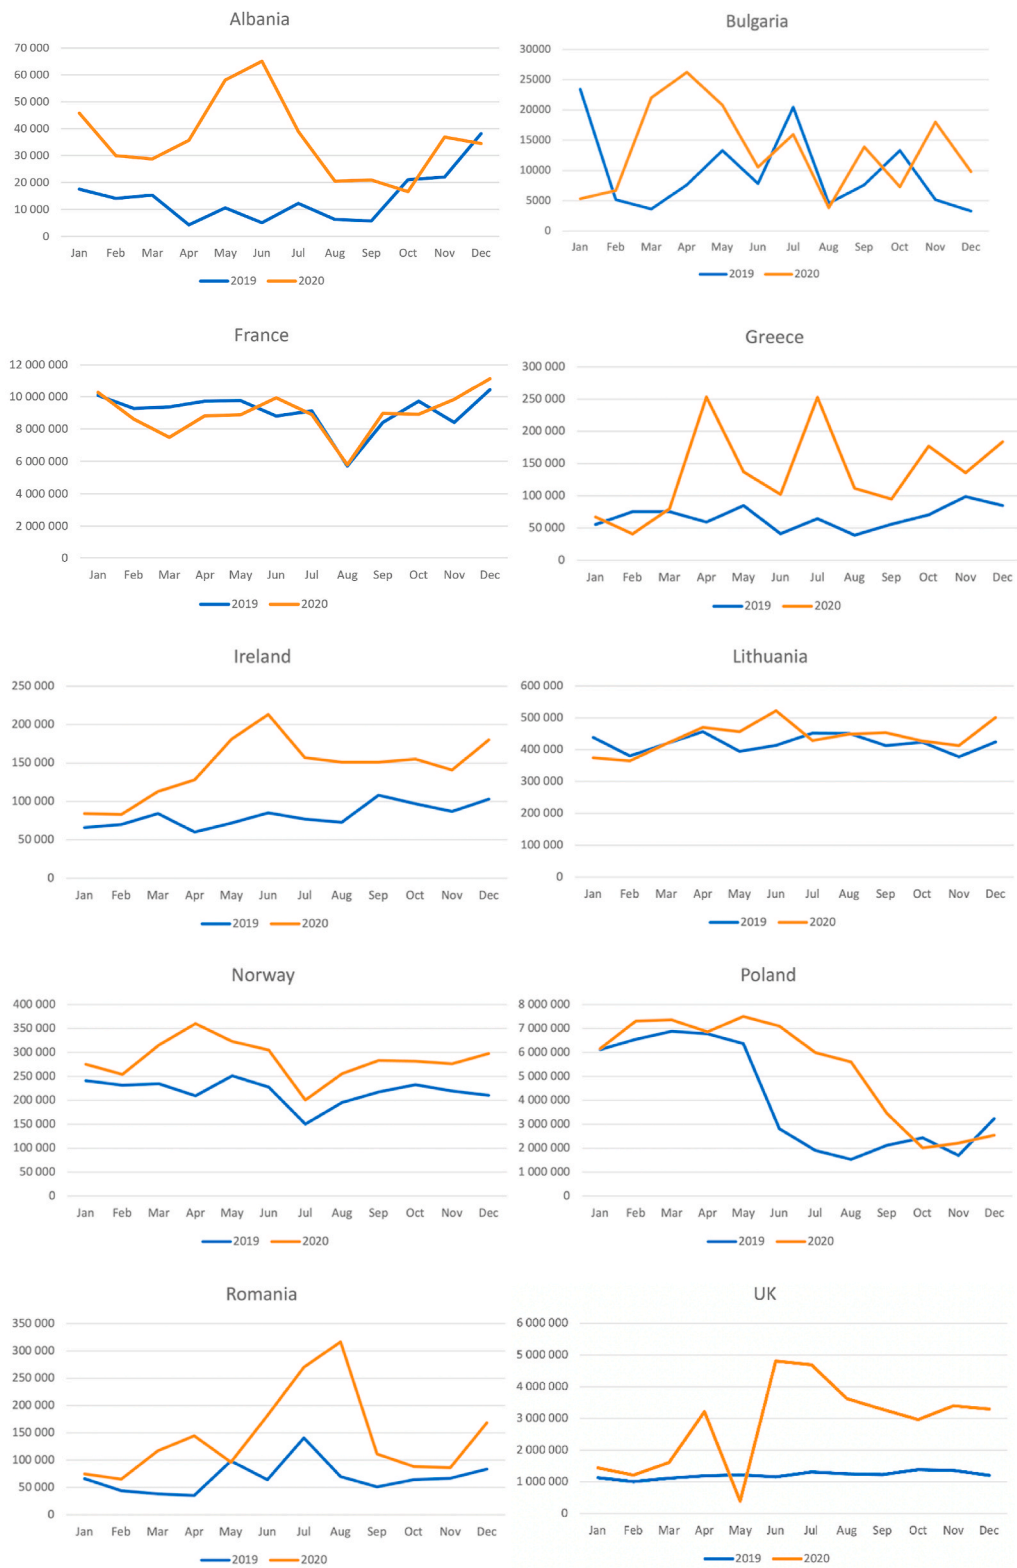 Albania
70 000
60 000
50 000
40 000
30 000
20 000
10 000
0
Jan Feb Mar Apr May Jun Jul Aug Sep Oct Nov Dec
2019 2020
Bulgaria
30000
25000
20000
15000
10000
5000
0
Jan Feb Mar Apr May Jun Jul Aug Sep Oct Nov Dec
2019 2020
France
12 000 000
10 000 000
8 000 000
6 000 000
4 000 000
2 000 000
0
Jan Feb Mar Apr May Jun Jul Aug Sep Oct Nov Dec
2019 2020
Greece
300 000
250 000
200 000
150 000
100 000
50 000
0
Jan Feb Mar Apr May Jun Jul Aug Sep Oct Nov Dec
2019 2020
Ireland
250 000
200 000
150 000
100 000
50 000
0
Jan Feb Mar Apr May Jun Jul Aug Sep Oct Nov Dec
2019 2020
Lithuania
600 000
500 000
400 000
300 000
200 000
100 000
0
Jan Feb Mar Apr May Jun Jul Aug Sep Oct Nov Dec
2019 2020
Norway
400 000
350 000
300 000
250 000
200 000
150 000
100 000
50 000
0
Jan Feb Mar Apr May Jun Jul Aug Sep Oct Nov Dec
2019 2020
Poland
8 000 000
7 000 000
6 000 000
5 000 000
4 000 000
3 000 000
2 000 000
1 000 000
0
Jan Feb Mar Apr May Jun Jul Aug Sep Oct Nov Dec
2019 2020
Romania
350 000
300 000
250 000
200 000
150 000
100 000
50 000
0
Jan Feb Mar Apr May Jun Jul Aug Sep Oct Nov Dec
2019 2020
UK
6 000 000
5 000 000
4 000 000
3 000 000
2 000 000
1 000 000
0
Jan Feb Mar Apr May Jun Jul Aug Sep Oct Nov Dec
2019 2020